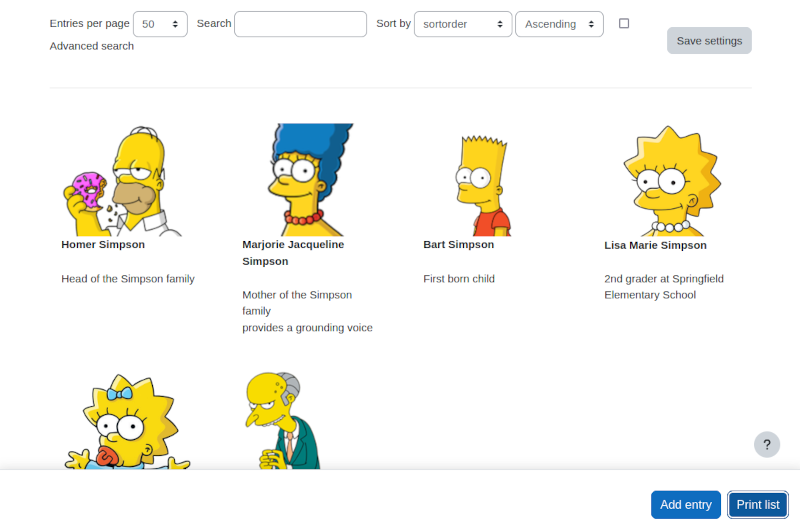 Entries per page 50 Search Sort by sortorder Ascending
Advanced search
Save settings
Homer Simpson
Head of the Simpson family
Marjorie Jacqueline
Simpson
Mother of the Simpson
family
provides a grounding voice
Bart Simpson
First born child
Lisa Marie Simpson
2nd grader at Springfield
Elementary School
?
Add entry Print list